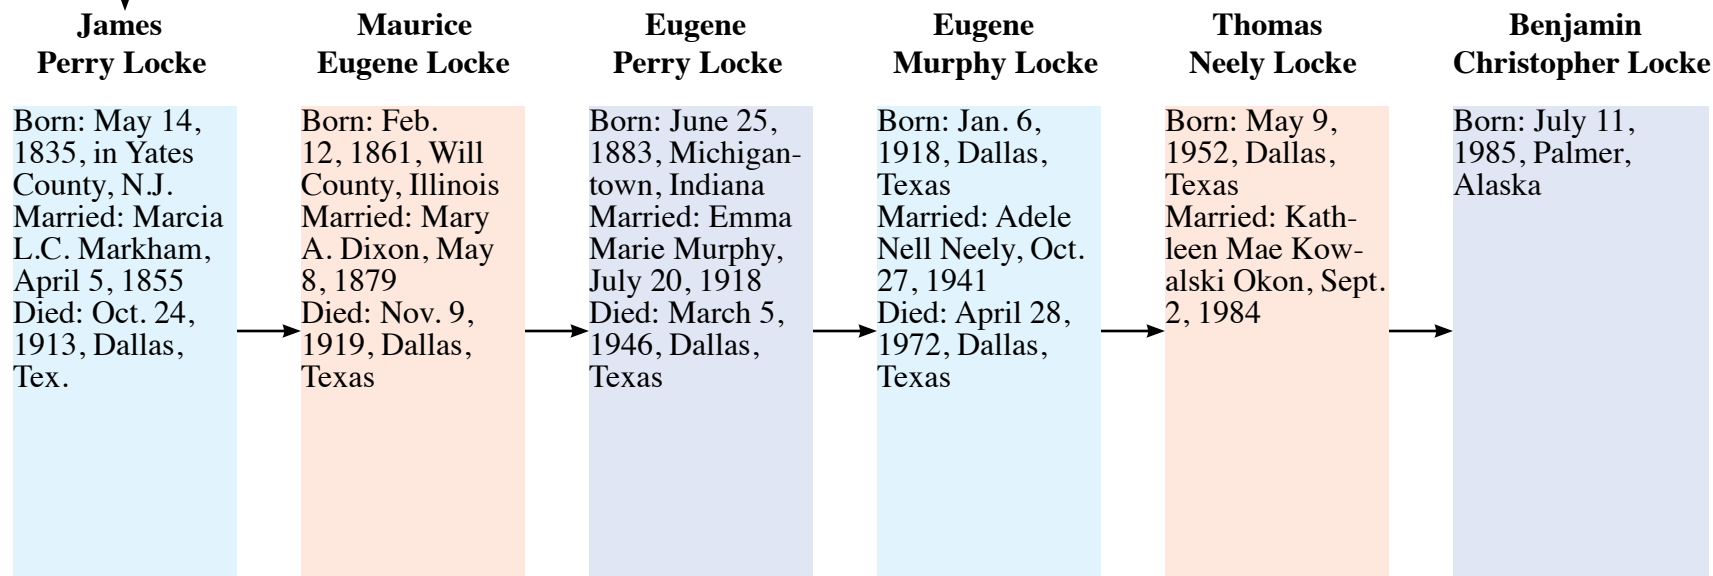 James
Perry Locke
Born: May 14,
1835, in Yates
County, N.J.
Married: Marcia
L.C. Markham,
April 5, 1855
Died: Oct. 24,
1913, Dallas,
Tex.
Maurice
Eugene Locke
Born: Feb.
12, 1861, Will
County, Illinois
Married: Mary
A. Dixon, May
8, 1879
Died: Nov. 9,
1919, Dallas,
Texas
Eugene
Perry Locke
Born: June 25,
1883, Michigan-
town, Indiana
Married: Emma
Marie Murphy,
July 20, 1918
Died: March 5,
1946, Dallas,
Texas
Eugene
Murphy Locke
Born: Jan. 6,
1918, Dallas,
Texas
Married: Adele
Nell Neely, Oct.
27, 1941
Died: April 28,
1972, Dallas,
Texas
Thomas
Neely Locke
Born: May 9,
1952, Dallas,
Texas
Married: Kath-
leen Mae Kow-
alski Okon, Sept.
2, 1984
Benjamin
Christopher Locke
Born: July 11,
1985, Palmer,
Alaska